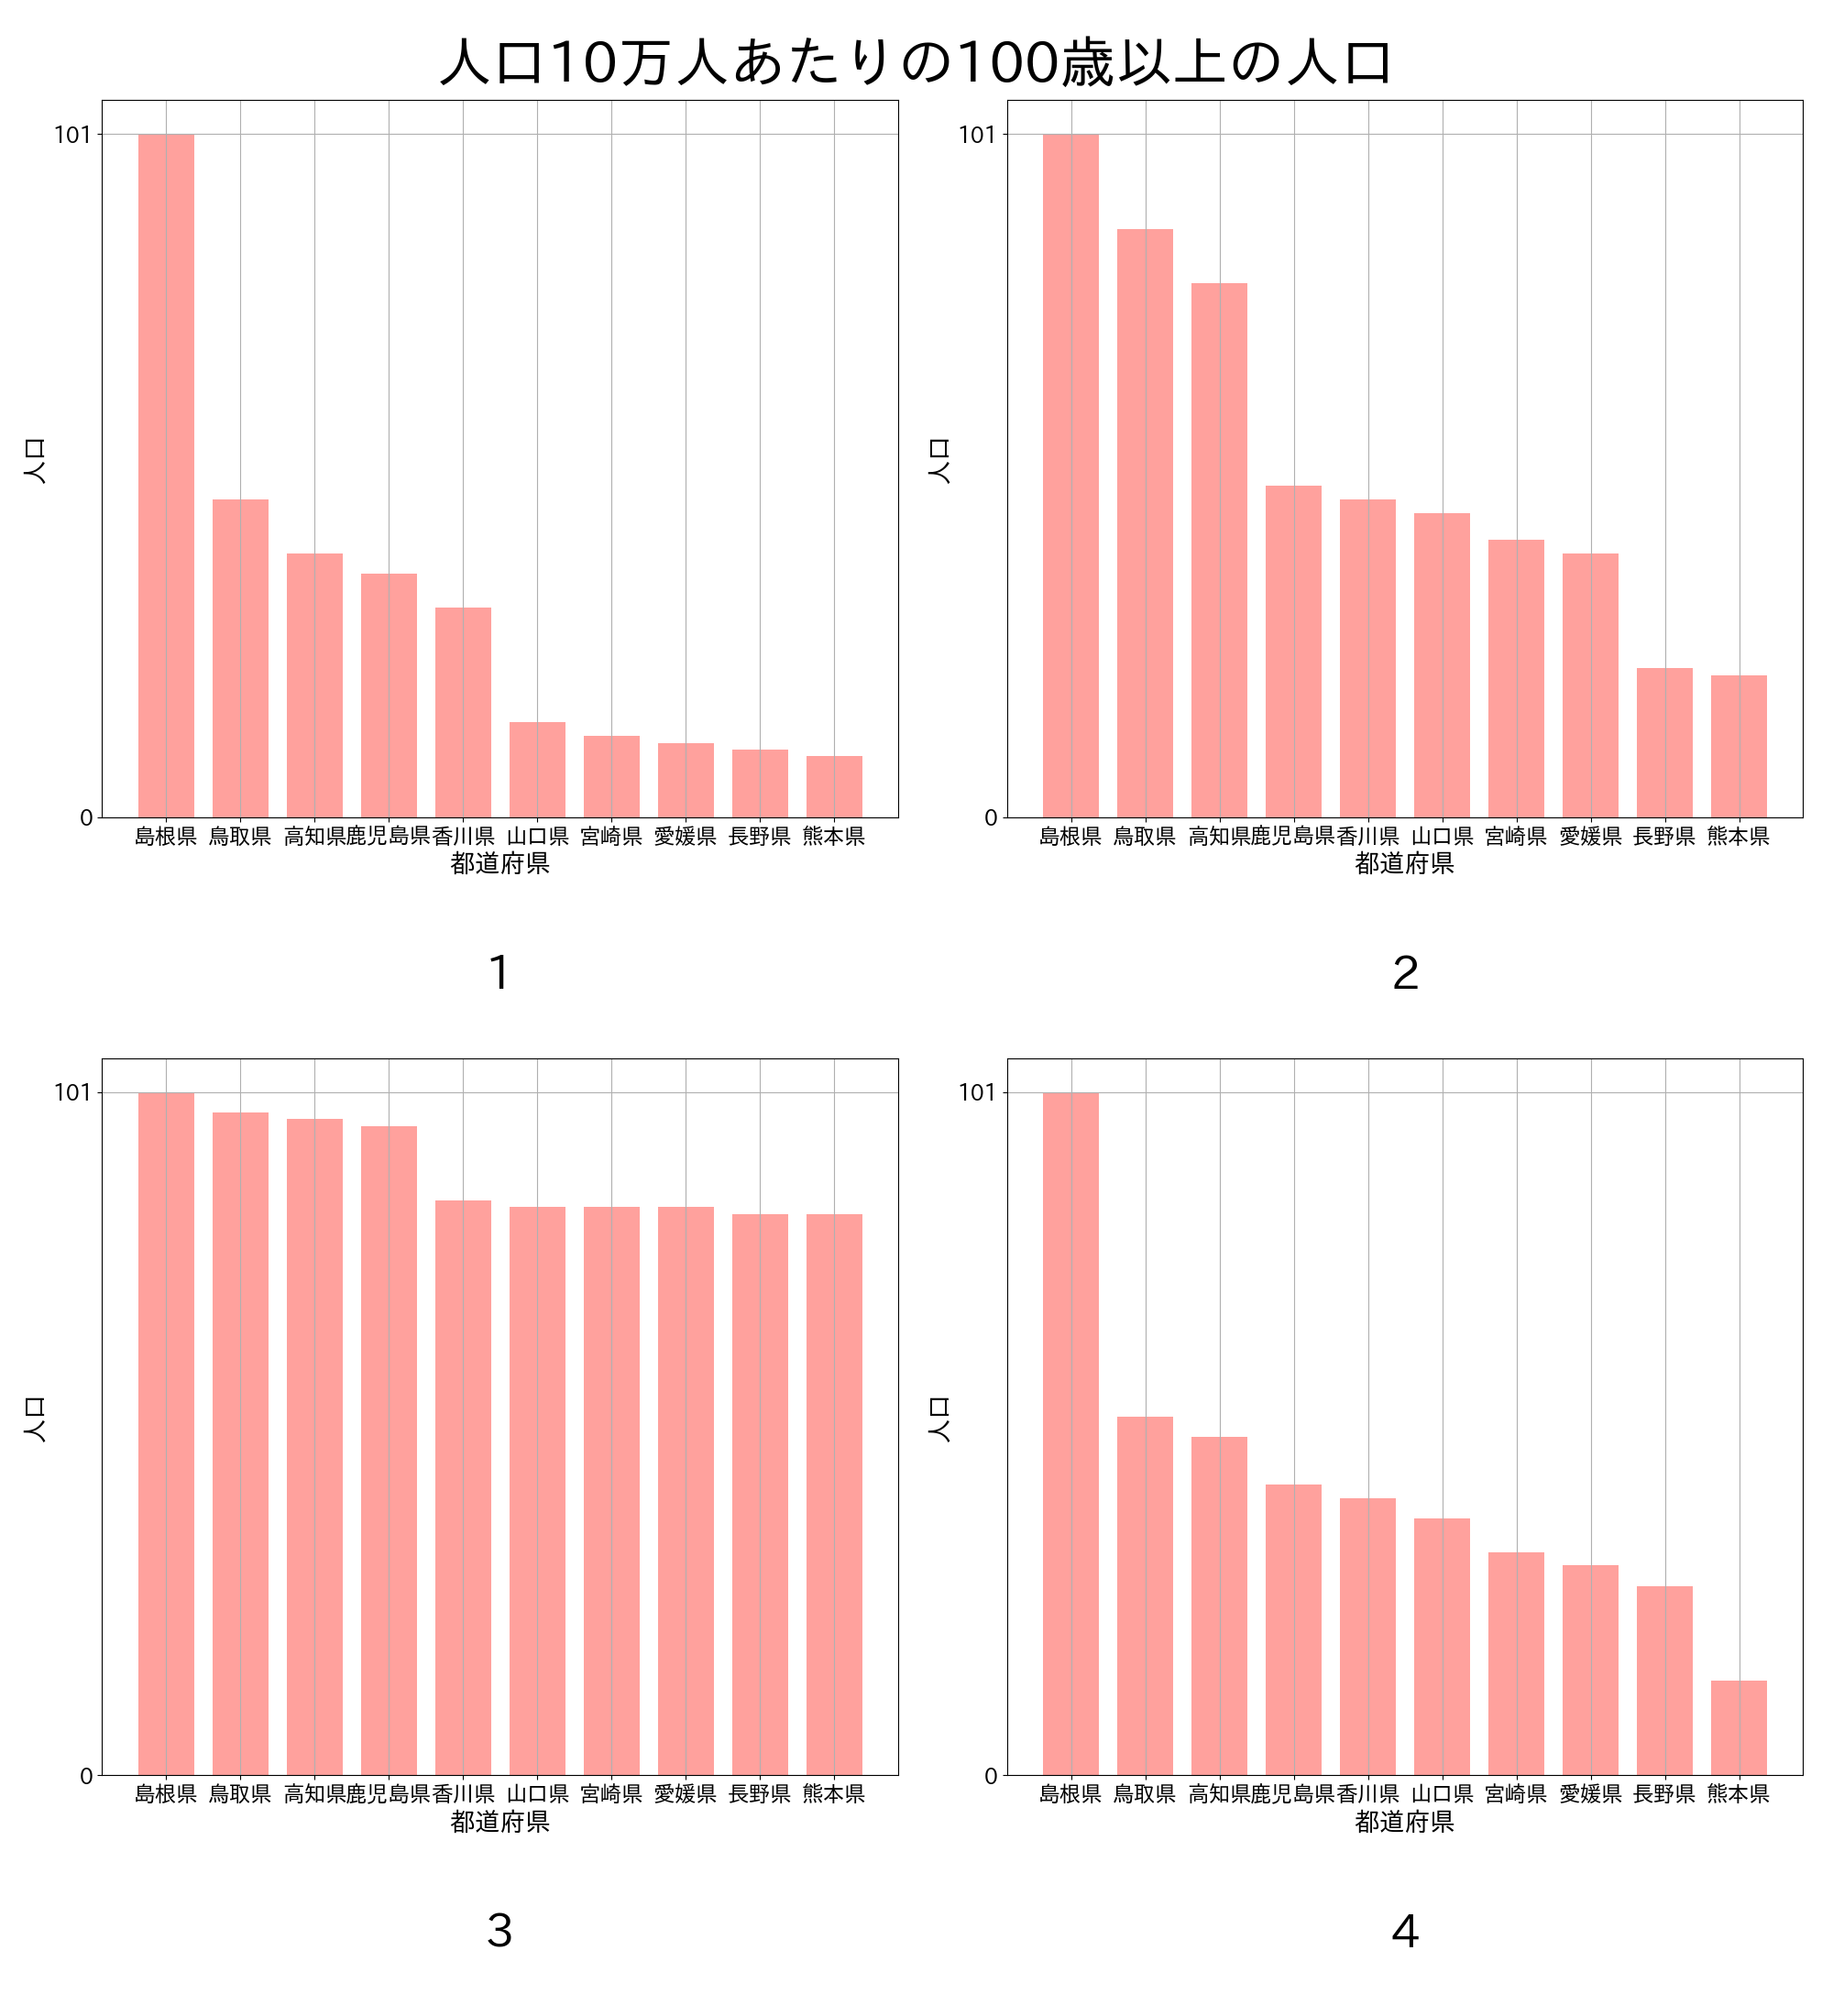 人口10万人あたりの100歳以上の人口
101
0
人口
島根県 鳥取県 高知県 鹿児島県 香川県 山口県 宮崎県 愛媛県 長野県 熊本県
都道府県
1
101
0
人口
島根県 鳥取県 高知県 鹿児島県 香川県 山口県 宮崎県 愛媛県 長野県 熊本県
都道府県
2
101
0
人口
島根県 鳥取県 高知県 鹿児島県 香川県 山口県 宮崎県 愛媛県 長野県 熊本県
都道府県
3
101
0
人口
島根県 鳥取県 高知県 鹿児島県 香川県 山口県 宮崎県 愛媛県 長野県 熊本県
都道府県
4